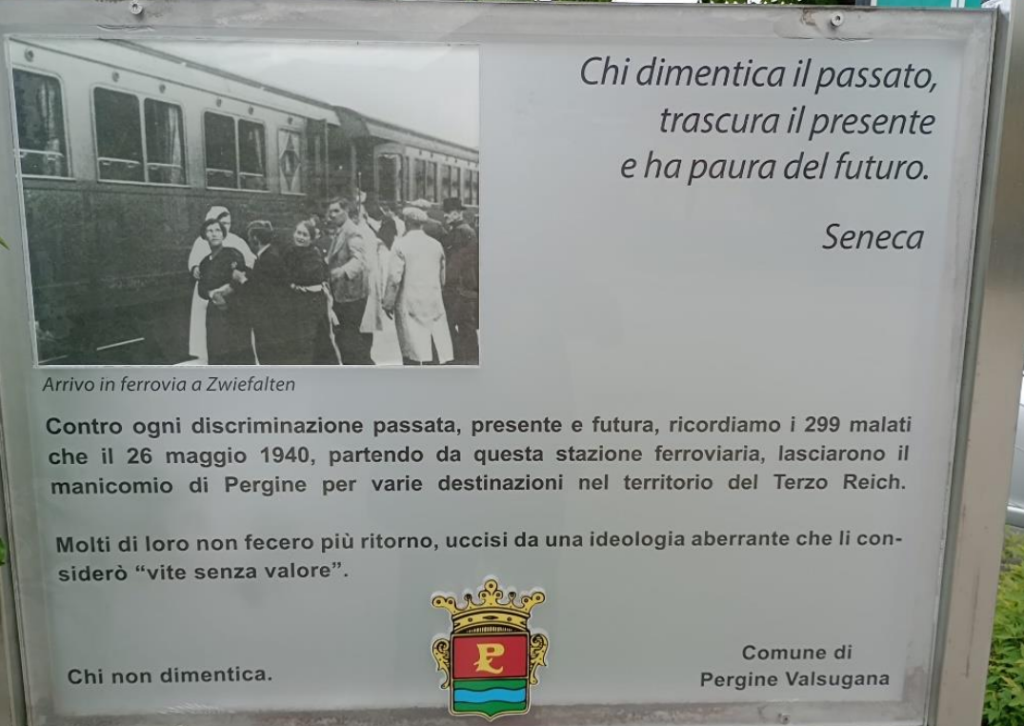 Chi dimentica il passato,
trascura il presente
e ha paura del futuro.
Seneca
Arrivo in ferrovia a Zwiefalten
Contro ogni discriminazione passata, presente e futura, ricordiamo i 299 malati
che il 26 maggio 1940, partendo da questa stazione ferroviaria, lasciarono il
manicomio di Pergine per varie destinazioni nel territorio del Terzo Reich.
Molti di loro non fecero più ritorno, uccisi da una ideologia aberrante che li con-
siderò “vite senza valore”.
Chi non dimentica.
Comune di
Pergine Valsugana